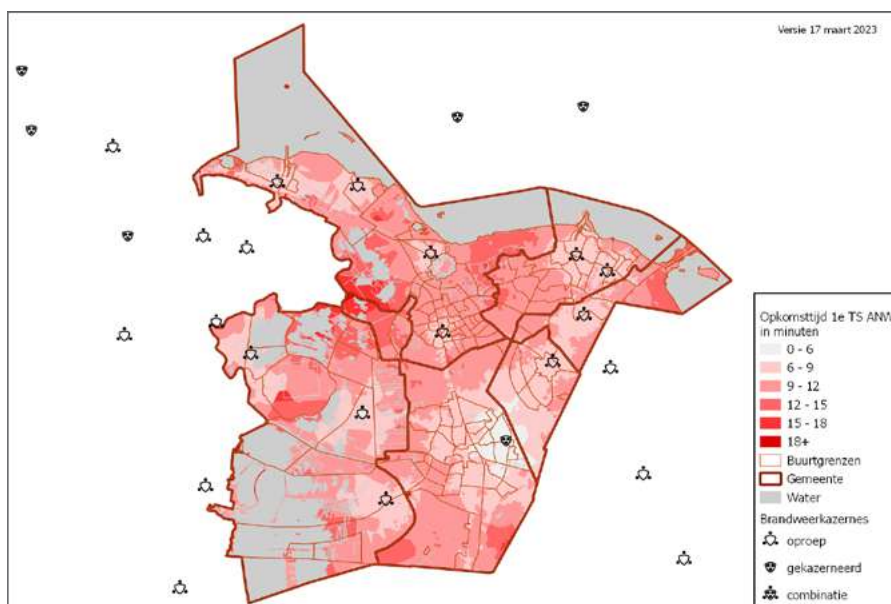 Versie 17 maart 2023
Opkomsttijd 1e TS ANW
in minuten
0 - 6
6 - 9
9 - 12
12 - 15
15 - 18
18+
Buurtgrenzen
Gemeente
Water
Brandweerkazernes
oproep
gekazerneerd
combinatie